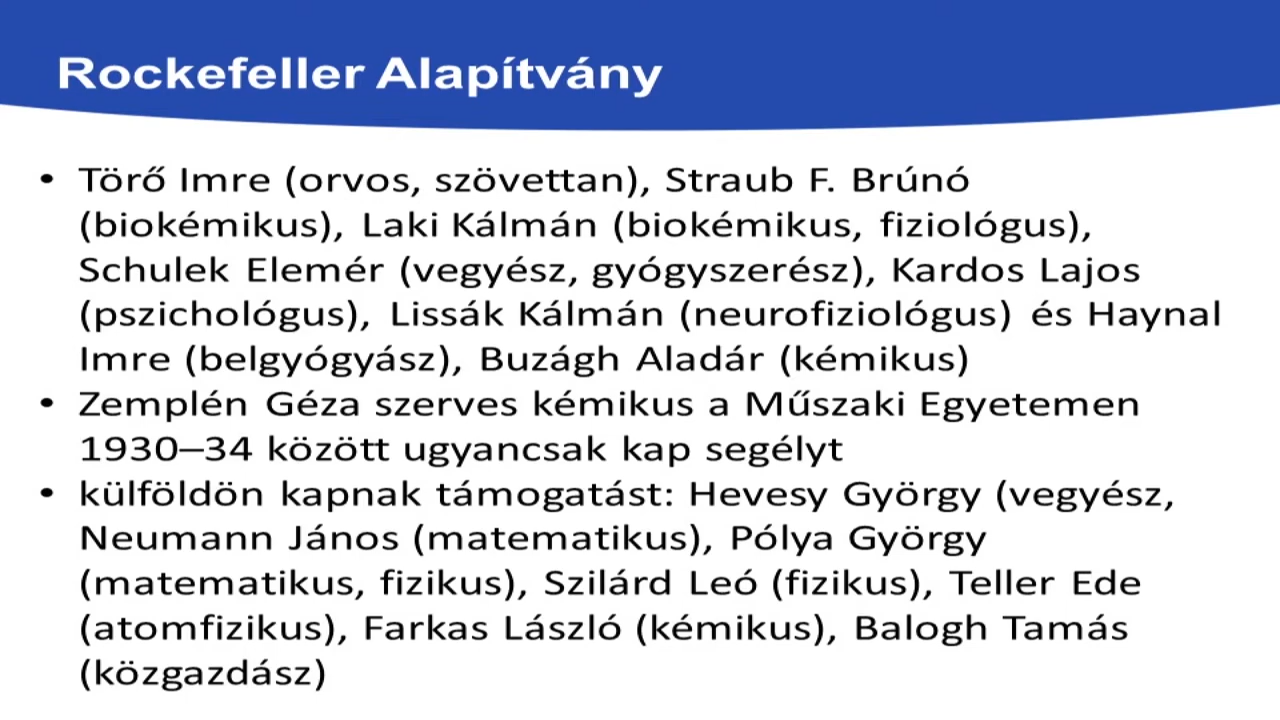 Rockefeller Alapítvány
• Törő Imre (orvos, szövettan), Straub F. Brúnó
(biokémikus), Laki Kálmán (biokémikus, fiziológus),
Schulek Elemér (vegyész, gyógyszerész), Kardos Lajos
(pszichológus), Lissák Kálmán (neurofiziológus) és Haynal
Imre (belgyógyász), Buzágh Aladár (kémikus)
• Zemplén Géza szerves kémikus a Műszaki Egyetemen
1930–34 között ugyancsak kap segélyt
• külföldön kapnak támogatást: Hevesy György (vegyész,
Neumann János (matematikus), Pólya György
(matematikus, fizikus), Szilárd Leó (fizikus), Teller Ede
(atomfizikus), Farkas László (kémikus), Balogh Tamás
(közgazdász)